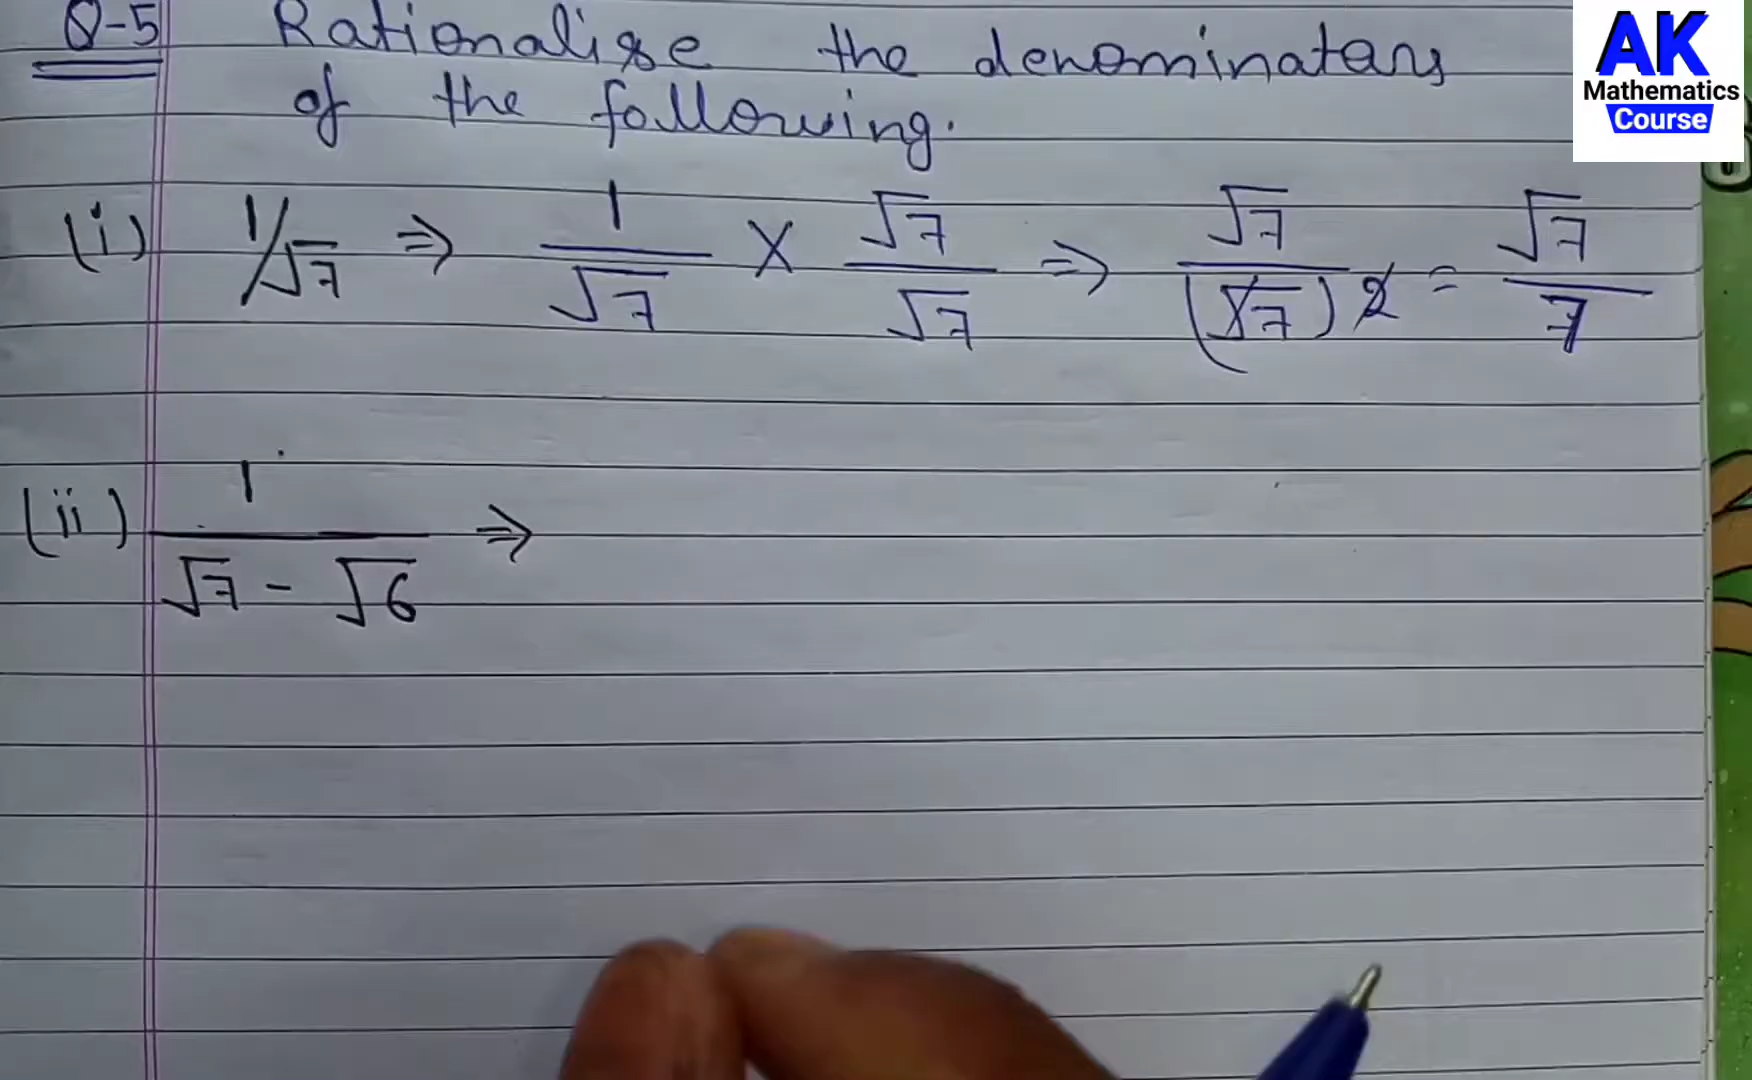 Q-5 Rationalise the denominators
of the following.
(i) 1/√7 ⇒ 1/√7 × √7/√7 ⇒ √7/(√7)2 = √7/7
(ii) 1/(√7 - √6) ⇒
AK
Mathematics
Course